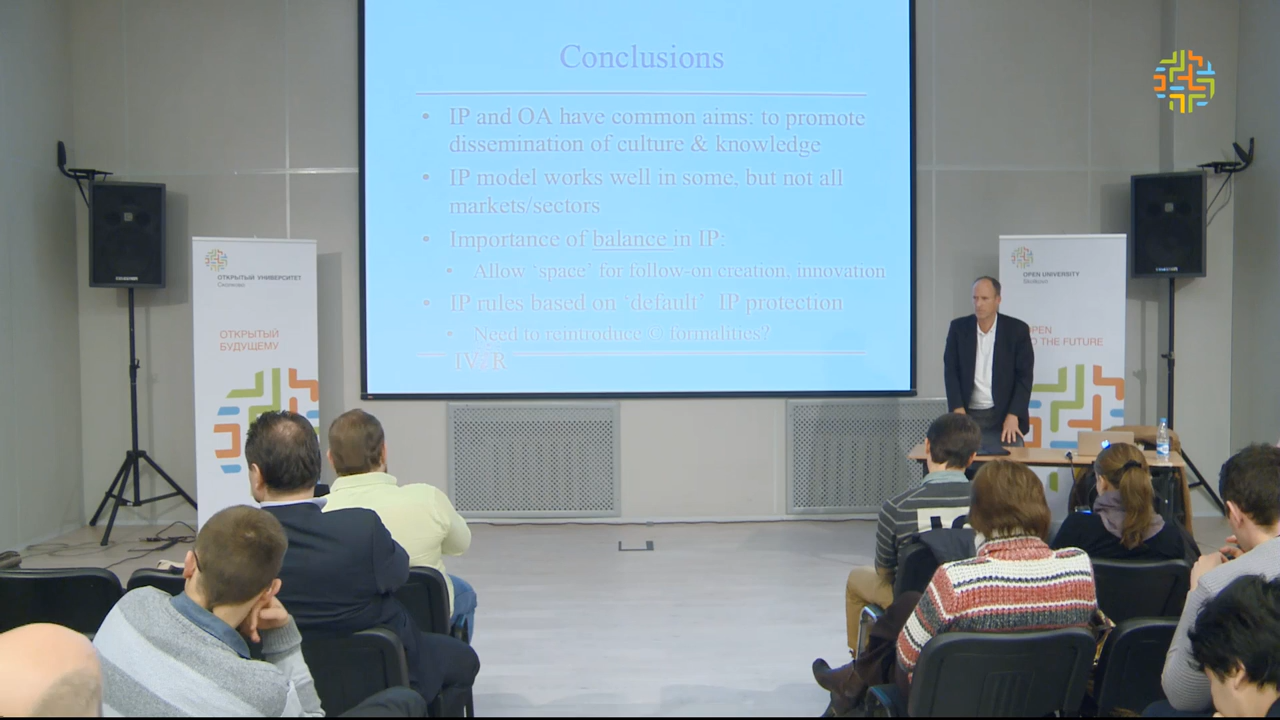 Conclusions
• IP and OA have common aims: to promote
dissemination of culture & knowledge
• IP model works well in some, but not all
markets/sectors
• Importance of balance in IP:
• Allow ‘space’ for follow-on creation, innovation
• IP rules based on ‘default’ IP protection
• Need to reintroduce © formalities?
ОТКРЫТЫЙ УНИВЕРСИТЕТ
Сколково
ОТКРЫТЫЙ
БУДУЩЕМУ
OPEN UNIVERSITY
Skolkovo
OPEN
TO THE FUTURE